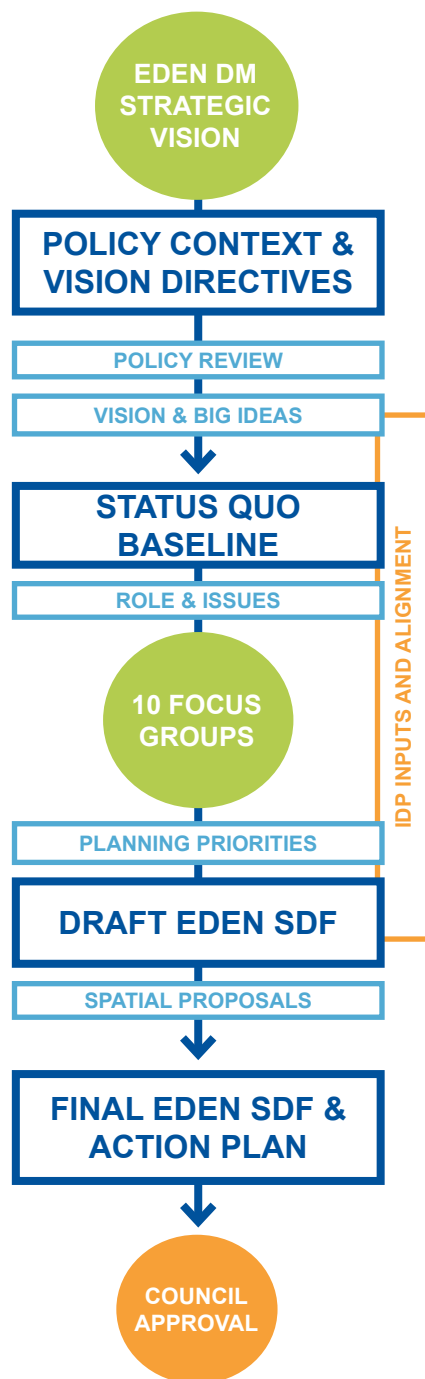 EDEN DM
STRATEGIC
VISION
POLICY CONTEXT &
VISION DIRECTIVES
POLICY REVIEW
VISION & BIG IDEAS
STATUS QUO
BASELINE
ROLE & ISSUES
IDP INPUTS AND ALIGNMENT
10 FOCUS
GROUPS
PLANNING PRIORITIES
DRAFT EDEN SDF
SPATIAL PROPOSALS
FINAL EDEN SDF &
ACTION PLAN
COUNCIL
APPROVAL